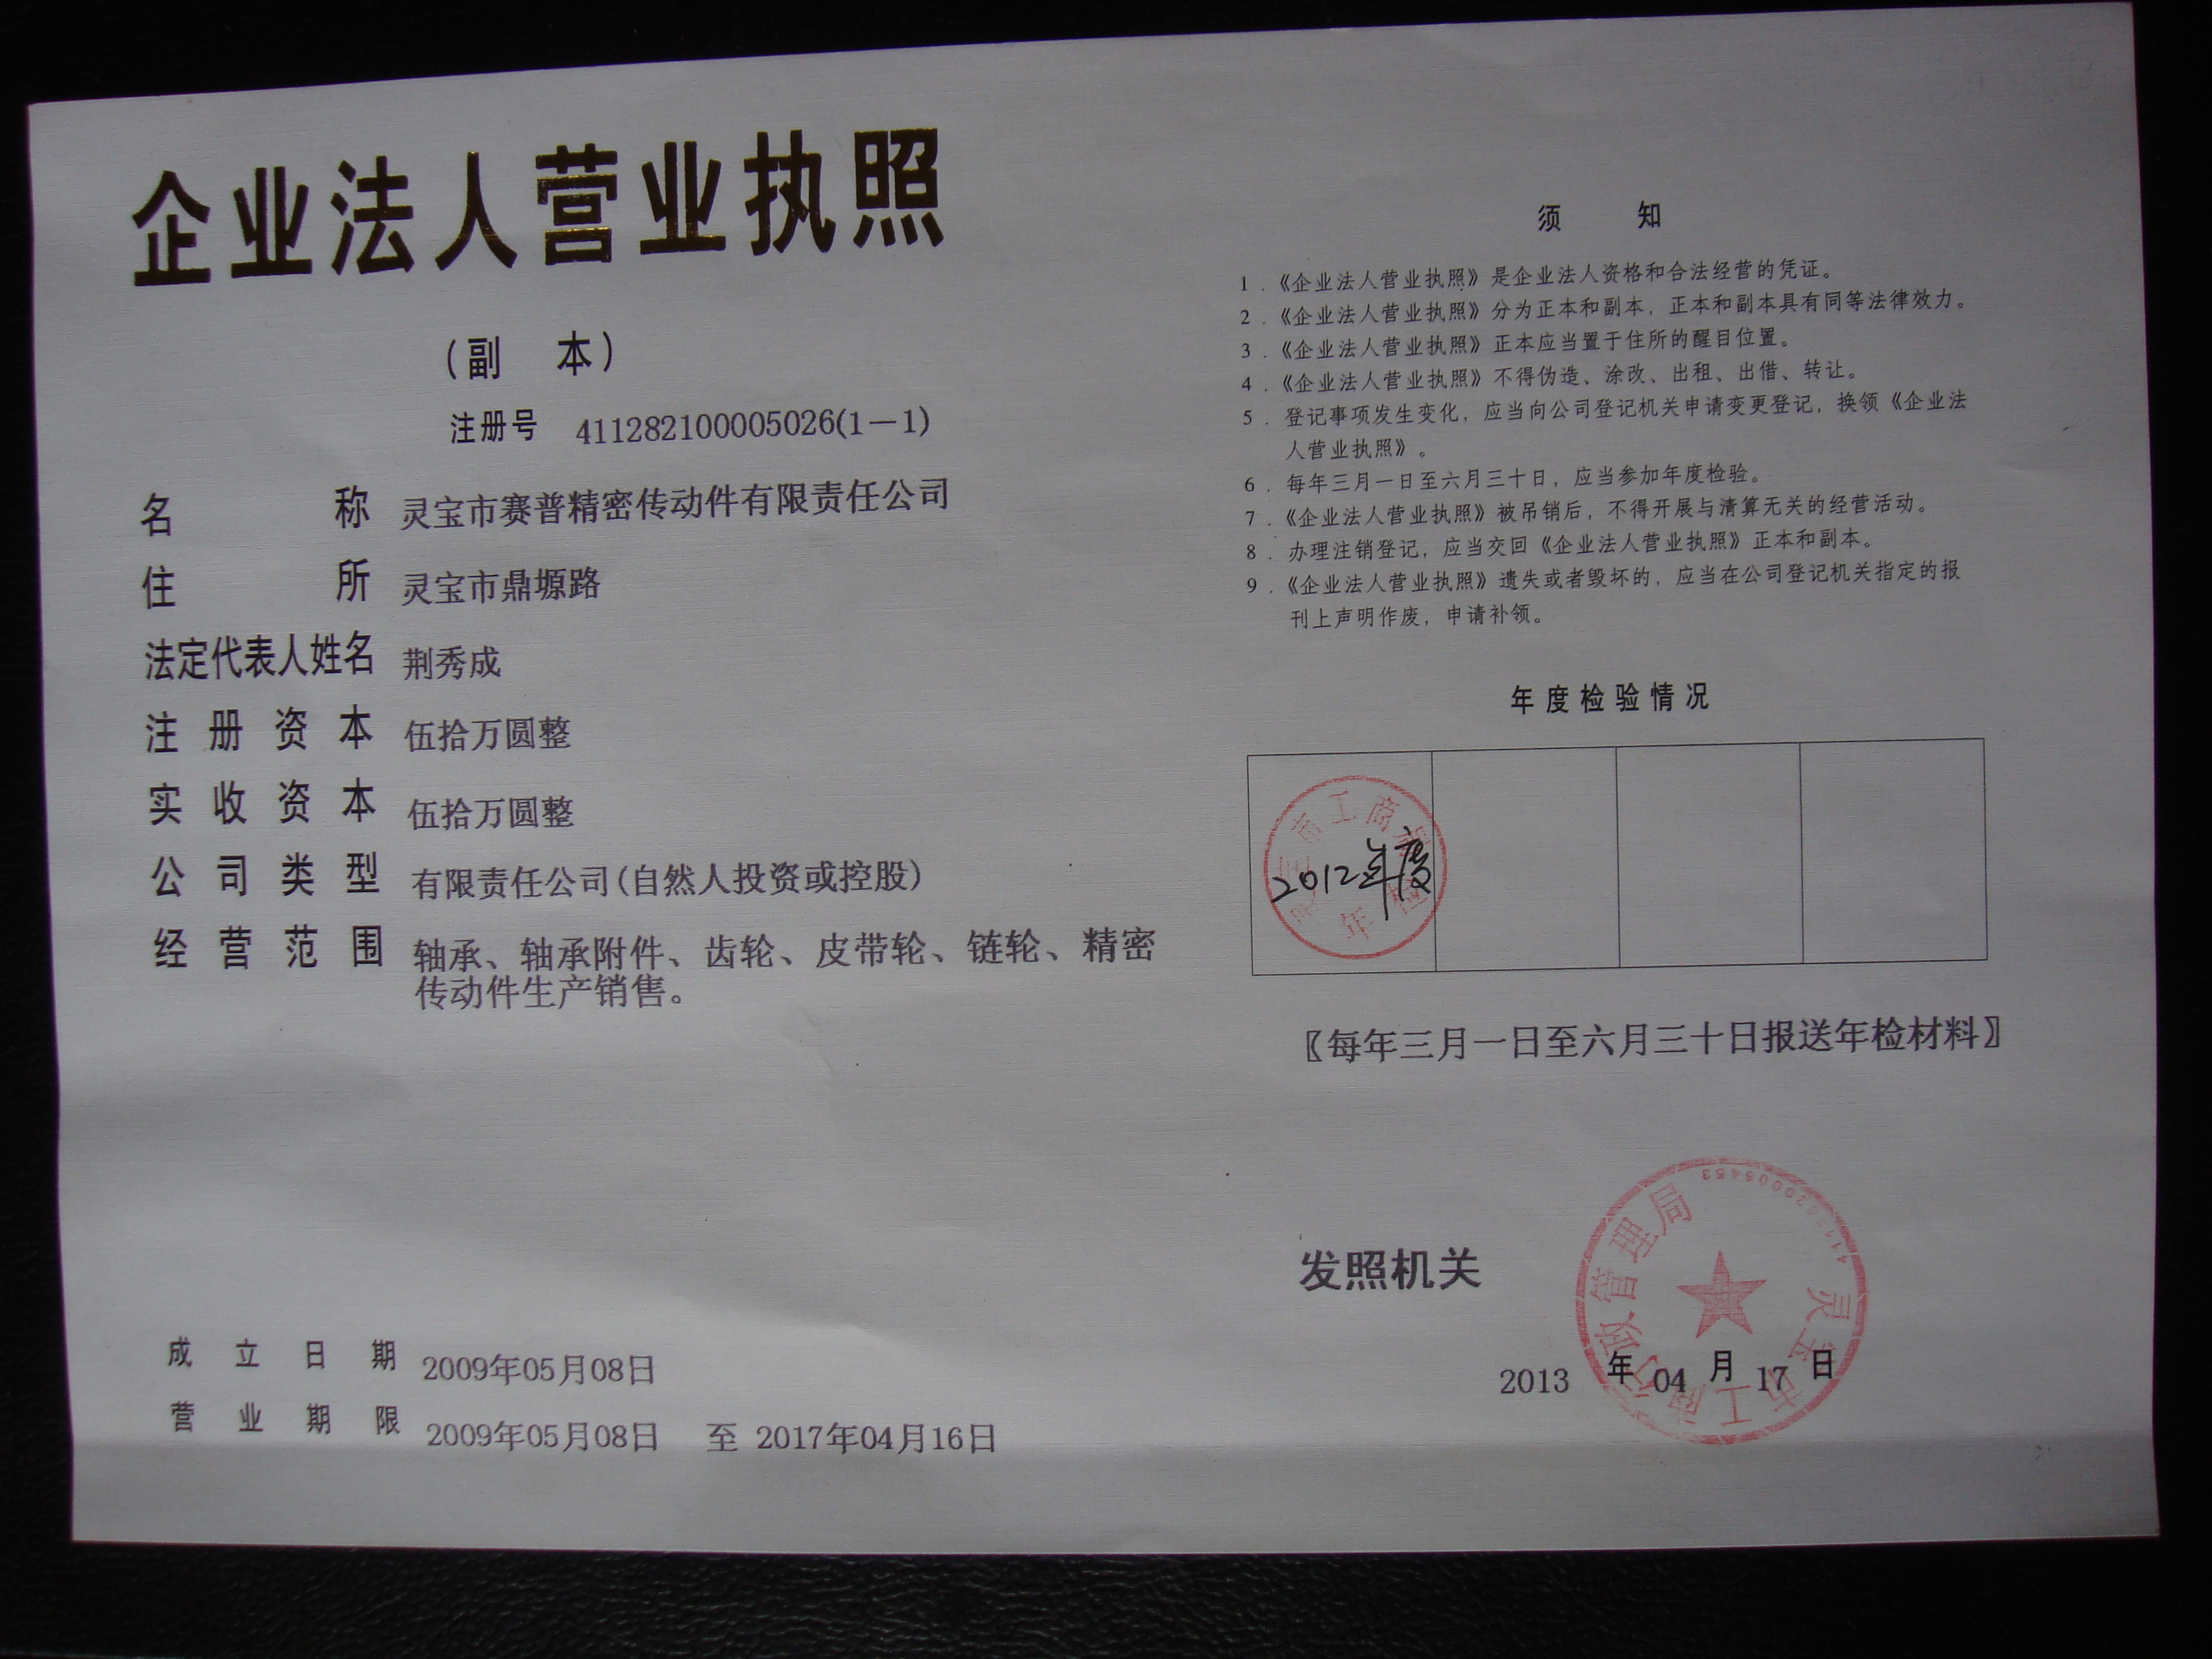 企业法人营业执照
（副 本）
注册号 411282100005026(1－1)
名称 灵宝市赛普精密传动件有限责任公司
住所 灵宝市鼎塬路
法定代表人姓名 荆秀成
注册资本 伍拾万圆整
实收资本 伍拾万圆整
公司类型 有限责任公司(自然人投资或控股)
经营范围 轴承、轴承附件、齿轮、皮带轮、链轮、精密
传动件生产销售。
成立日期 2009年05月08日
营业期限 2009年05月08日 至 2017年04月16日
须知
1．《企业法人营业执照》是企业法人资格和合法经营的凭证。
2．《企业法人营业执照》分为正本和副本，正本和副本具有同等法律效力。
3．《企业法人营业执照》正本应当置于住所的醒目位置。
4．《企业法人营业执照》不得伪造、涂改、出租、出借、转让。
5．登记事项发生变化，应当向公司登记机关申请变更登记，换领《企业法
人营业执照》。
6．每年三月一日至六月三十日，应当参加年度检验。
7．《企业法人营业执照》被吊销后，不得开展与清算无关的经营活动。
8．办理注销登记，应当交回《企业法人营业执照》正本和副本。
9．《企业法人营业执照》遗失或者毁坏的，应当在公司登记机关指定的报
刊上声明作废，申请补领。
年度检验情况
市工商
2012年度
年检
〖每年三月一日至六月三十日报送年检材料〗
发照机关
灵宝市工商行政管理局
2013 年 04 月 17 日